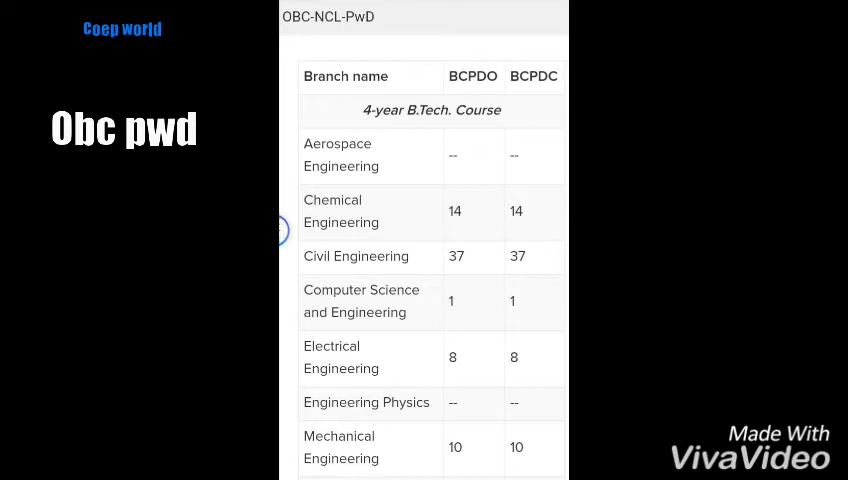 Coep world
Obc pwd
OBC-NCL-PwD
Branch name BCPDO BCPDC
4-year B.Tech. Course
Aerospace
Engineering -- --
Chemical
Engineering 14 14
Civil Engineering 37 37
Computer Science
and Engineering 1 1
Electrical
Engineering 8 8
Engineering Physics -- --
Mechanical
Engineering 10 10
Made With
VivaVideo